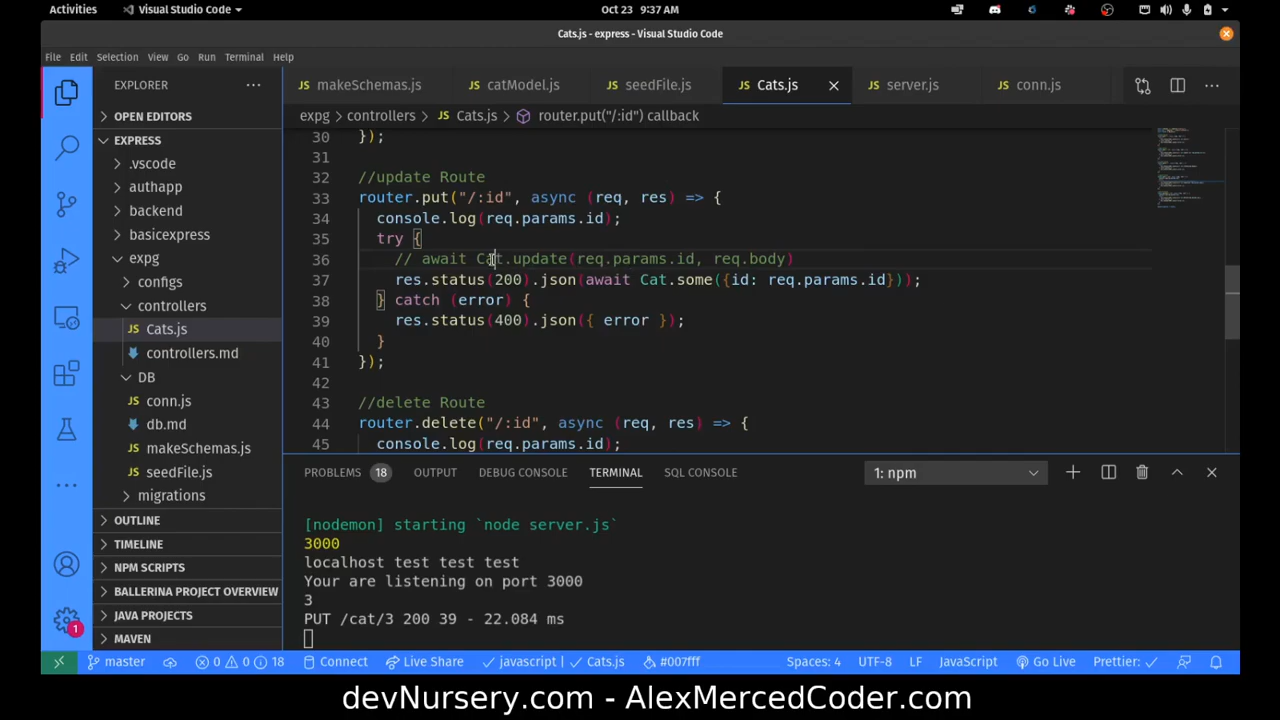 Activities
Visual Studio Code
Oct 23 9:37 AM
Cats.js - express - Visual Studio Code
File Edit Selection View Go Run Terminal Help
EXPLORER
OPEN EDITORS
EXPRESS
.vscode
authapp
backend
basicexpress
expg
configs
controllers
Cats.js
controllers.md
DB
conn.js
db.md
makeSchemas.js
seedFile.js
migrations
OUTLINE
TIMELINE
NPM SCRIPTS
BALLERINA PROJECT OVERVIEW
JAVA PROJECTS
MAVEN
1
makeSchemas.js catModel.js seedFile.js Cats.js server.js conn.js
expg > controllers > Cats.js > router.put("/:id") callback
30 });
31
32 //update Route
33 router.put("/:id", async (req, res) => {
34 console.log(req.params.id);
35 try {
36 // await Cat.update(req.params.id, req.body)
37 res.status(200).json(await Cat.some({id: req.params.id}));
38 } catch (error) {
39 res.status(400).json({ error });
40 }
41 });
42
43 //delete Route
44 router.delete("/:id", async (req, res) => {
45 console.log(req.params.id);
PROBLEMS 18 OUTPUT DEBUG CONSOLE TERMINAL SQL CONSOLE 1: npm
[nodemon] starting `node server.js`
3000
localhost test test test
Your are listening on port 3000
3
PUT /cat/3 200 39 - 22.084 ms
master 0 0 18 Connect Live Share javascript | Cats.js #007fff Spaces: 4 UTF-8 LF JavaScript Go Live Prettier:
devNursery.com - AlexMercedCoder.com